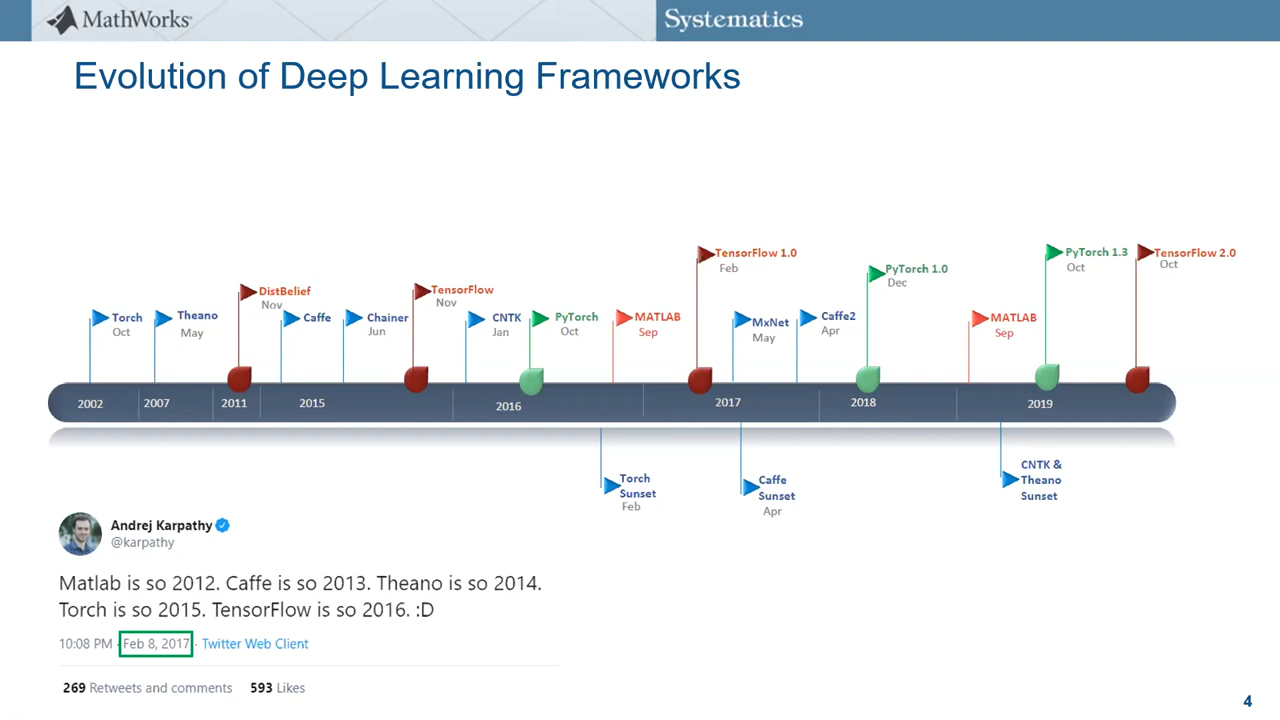 MathWorks
Systematics
Evolution of Deep Learning Frameworks
Torch
Oct
Theano
May
DistBelief
Nov
Caffe
Chainer
Jun
TensorFlow
Nov
CNTK
Jan
PyTorch
Oct
MATLAB
Sep
TensorFlow 1.0
Feb
MxNet
May
Caffe2
Apr
PyTorch 1.0
Dec
MATLAB
Sep
PyTorch 1.3
Oct
TensorFlow 2.0
Oct
2002
2007
2011
2015
2016
2017
2018
2019
Torch
Sunset
Feb
Caffe
Sunset
Apr
CNTK &
Theano
Sunset
Andrej Karpathy
@karpathy
Matlab is so 2012. Caffe is so 2013. Theano is so 2014.
Torch is so 2015. TensorFlow is so 2016. :D
10:08 PM · Feb 8, 2017 · Twitter Web Client
269 Retweets and comments 593 Likes
4